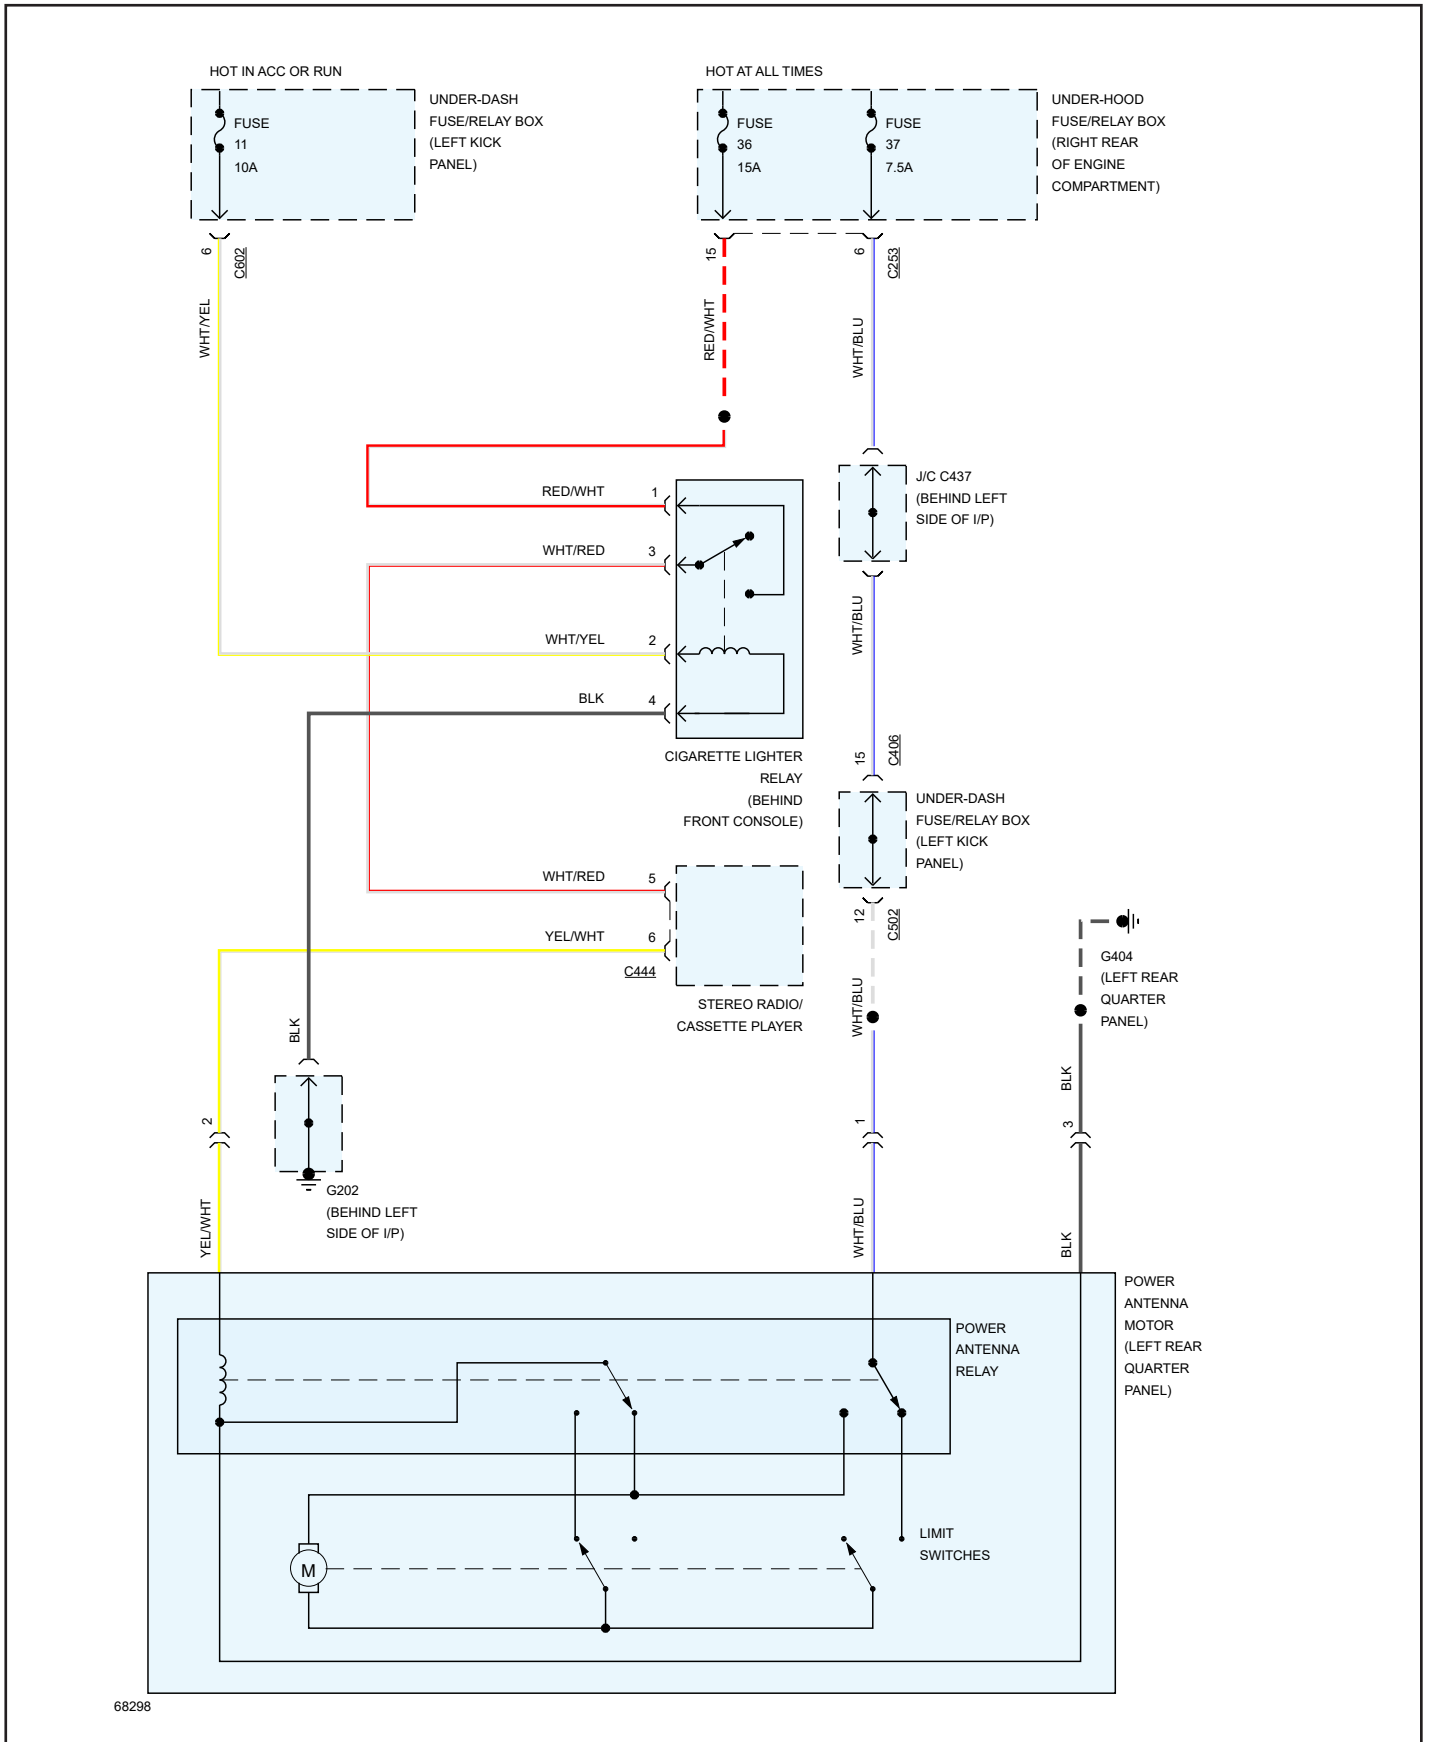 HOT IN ACC OR RUN
HOT AT ALL TIMES
FUSE
11
10A
UNDER-DASH
FUSE/RELAY BOX
(LEFT KICK
PANEL)
FUSE
36
15A
FUSE
37
7.5A
UNDER-HOOD
FUSE/RELAY BOX
(RIGHT REAR
OF ENGINE
COMPARTMENT)
6
C602
15
6
C253
WHT/YEL
RED/WHT
WHT/BLU
RED/WHT
1
WHT/RED
3
WHT/YEL
2
BLK
4
CIGARETTE LIGHTER
RELAY
(BEHIND
FRONT CONSOLE)
J/C C437
(BEHIND LEFT
SIDE OF I/P)
WHT/BLU
15
C406
UNDER-DASH
FUSE/RELAY BOX
(LEFT KICK
PANEL)
12
C502
WHT/RED
5
YEL/WHT
6
C444
STEREO RADIO/
CASSETTE PLAYER
WHT/BLU
G404
(LEFT REAR
QUARTER
PANEL)
BLK
BLK
2
1
3
G202
(BEHIND LEFT
SIDE OF I/P)
YEL/WHT
WHT/BLU
BLK
POWER
ANTENNA
MOTOR
(LEFT REAR
QUARTER
PANEL)
POWER
ANTENNA
RELAY
LIMIT
SWITCHES
M
68298